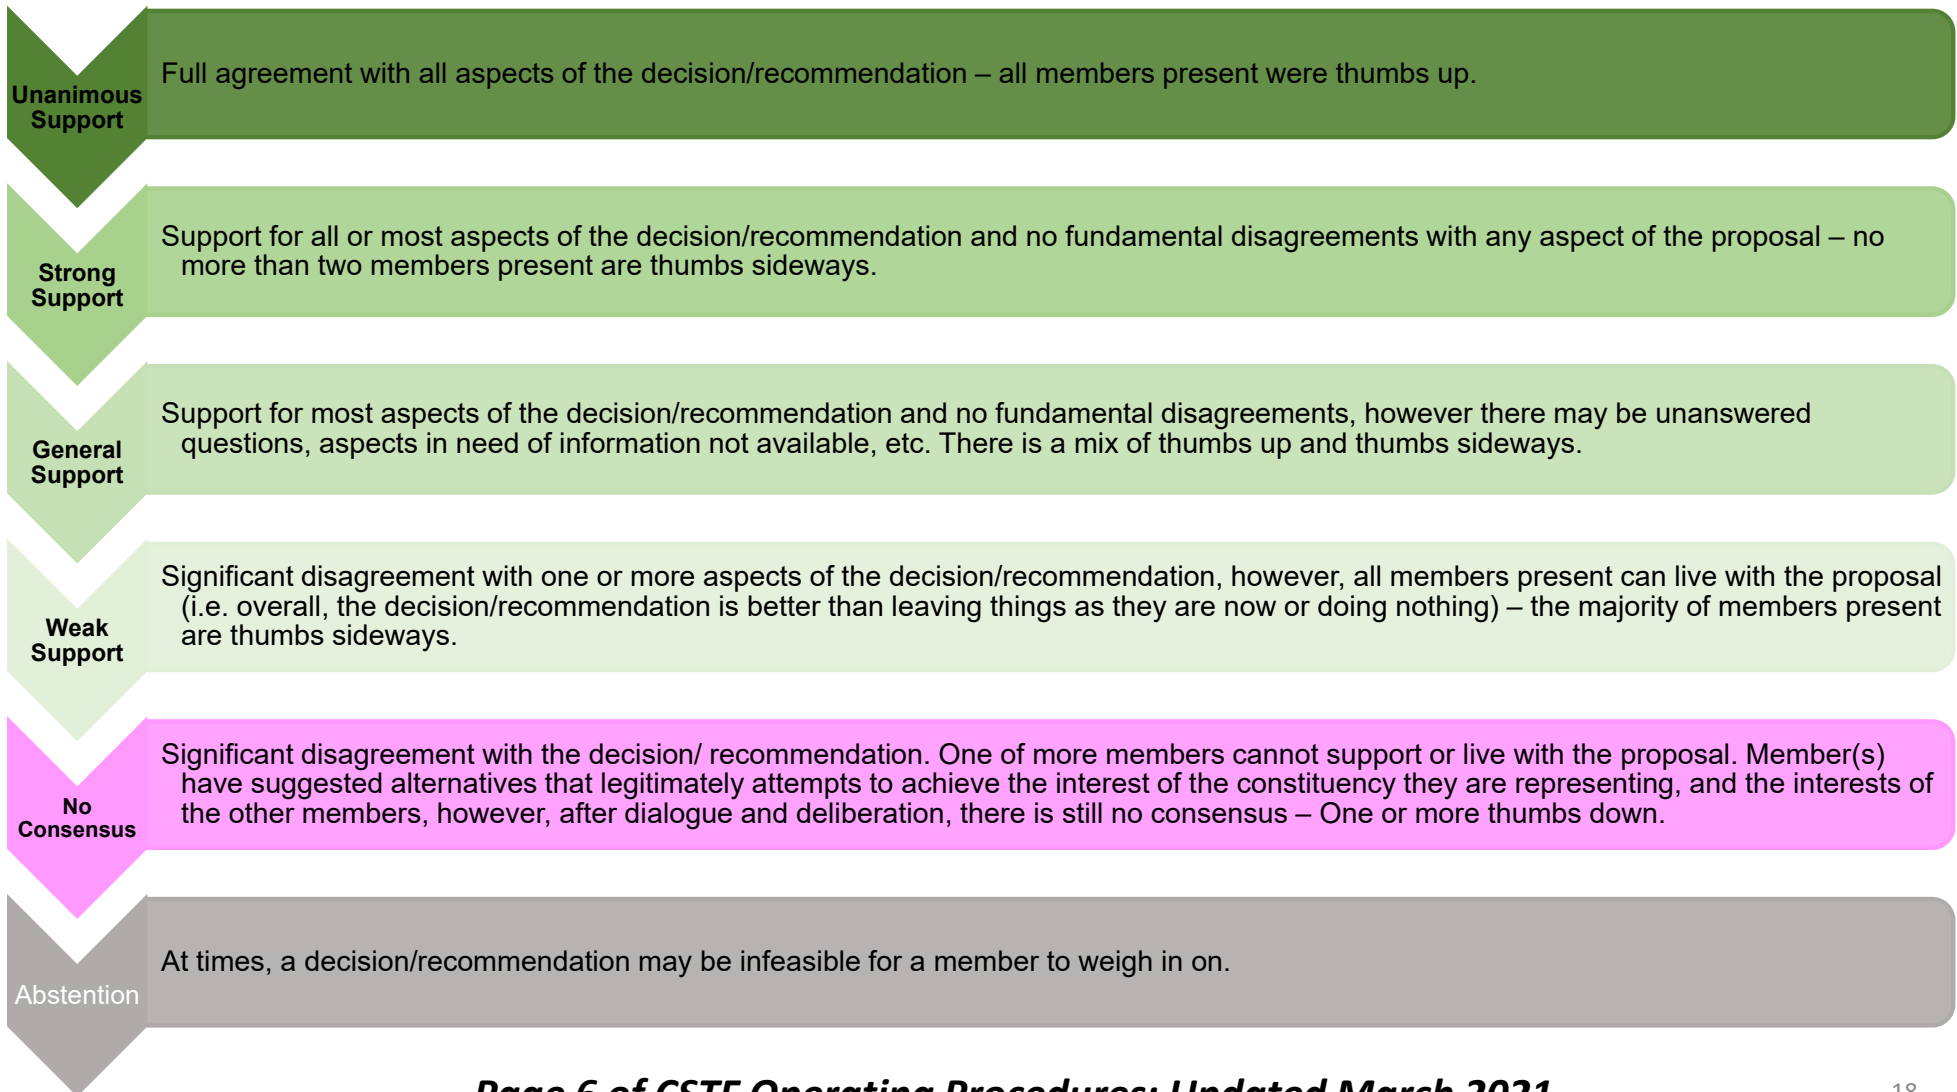 Unanimous
Support
Full agreement with all aspects of the decision/recommendation – all members present were thumbs up.
Strong
Support
Support for all or most aspects of the decision/recommendation and no fundamental disagreements with any aspect of the proposal – no
more than two members present are thumbs sideways.
General
Support
Support for most aspects of the decision/recommendation and no fundamental disagreements, however there may be unanswered
questions, aspects in need of information not available, etc. There is a mix of thumbs up and thumbs sideways.
Weak
Support
Significant disagreement with one or more aspects of the decision/recommendation, however, all members present can live with the proposal
(i.e. overall, the decision/recommendation is better than leaving things as they are now or doing nothing) – the majority of members present
are thumbs sideways.
No
Consensus
Significant disagreement with the decision/ recommendation. One of more members cannot support or live with the proposal. Member(s)
have suggested alternatives that legitimately attempts to achieve the interest of the constituency they are representing, and the interests of
the other members, however, after dialogue and deliberation, there is still no consensus – One or more thumbs down.
Abstention
At times, a decision/recommendation may be infeasible for a member to weigh in on.
Page 6 of CSTF Operating Procedures: Updated March 2021
18